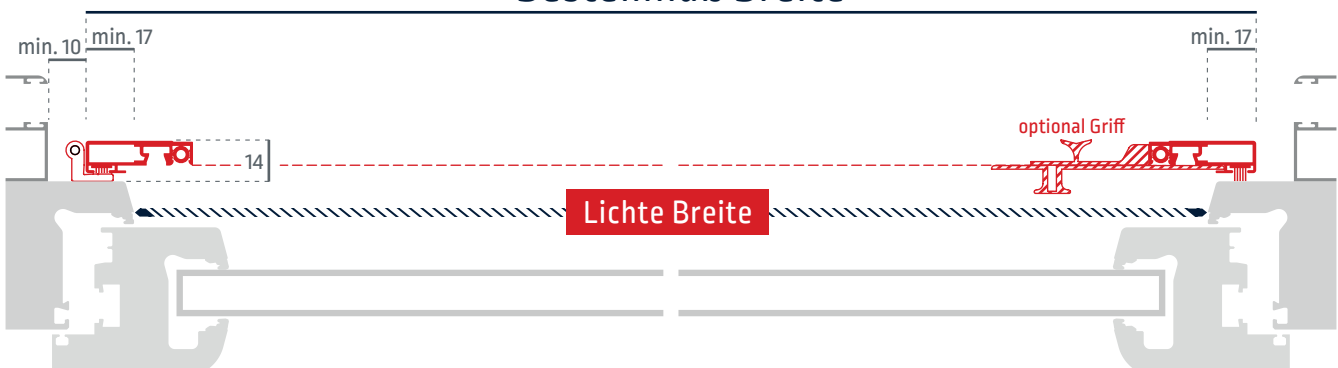 min. 10
min. 17
min. 17
optional Griff
14
Lichte Breite